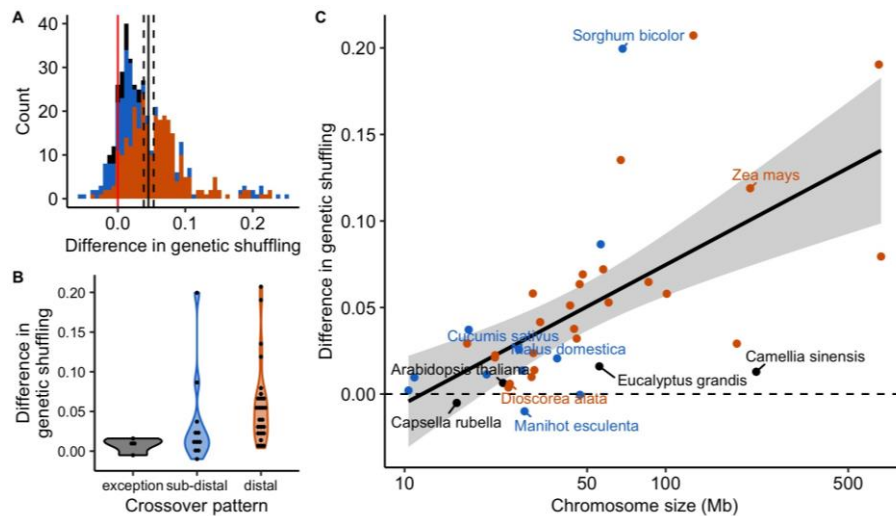 A
40
30
20
10
0
Count
0.0 0.1 0.2
Difference in genetic shuffling
B
0.20
0.15
0.10
0.05
0.00
Difference in
genetic shuffling
exception sub-distal distal
Crossover pattern
C
0.20
0.15
0.10
0.05
0.00
Difference in genetic shuffling
Sorghum bicolor
Zea mays
Cucumis sativus
Malus domestica
Arabidopsis thaliana
Camellia sinensis
Eucalyptus grandis
Dioscorea alata
Capsella rubella
Manihot esculenta
10 50 100 500
Chromosome size (Mb)